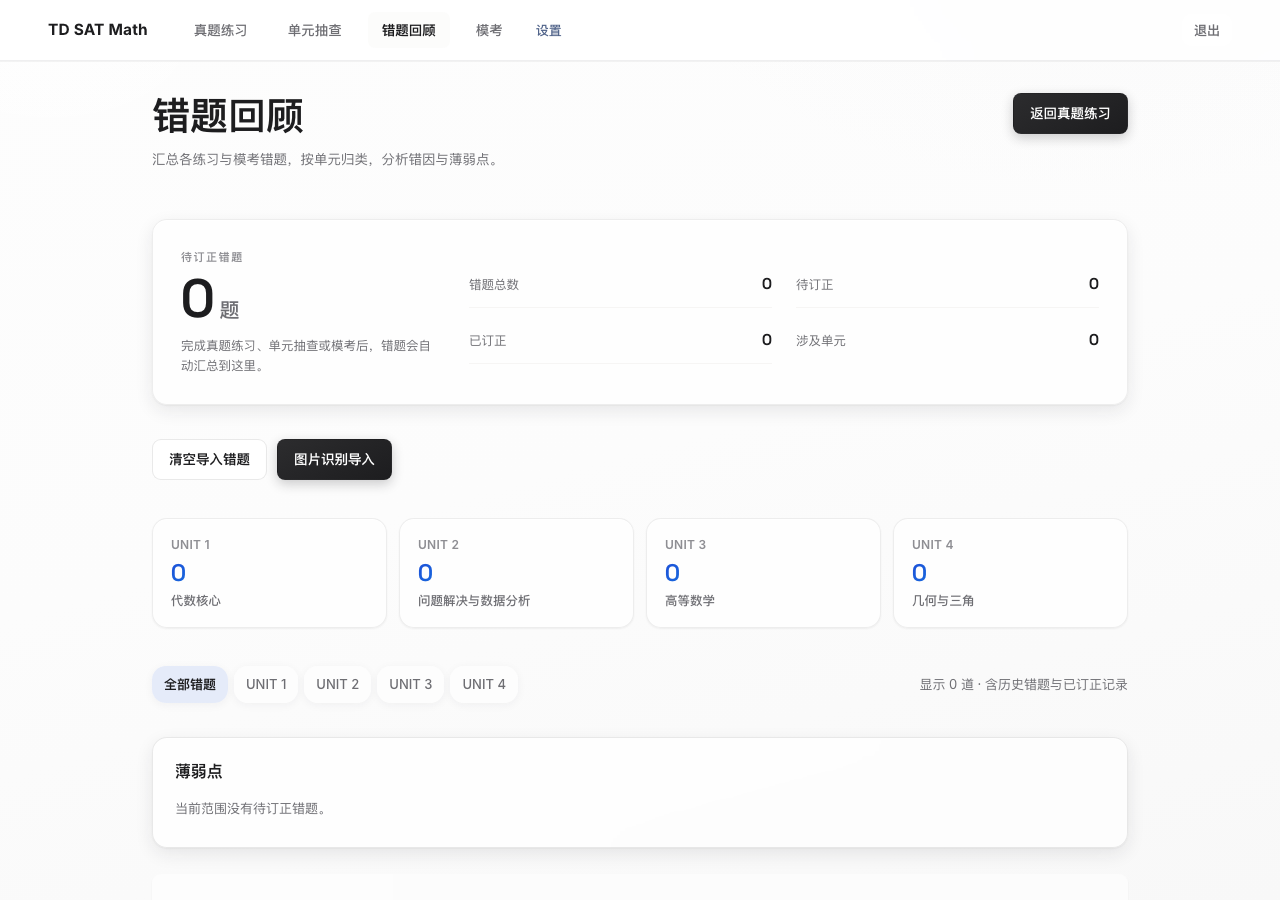 TD SAT Math
真题练习
单元抽查
错题回顾
模考
设置
退出
错题回顾
返回真题练习
汇总各练习与模考错题，按单元归类，分析错因与薄弱点。
待订正错题
0 题
完成真题练习、单元抽查或模考后，错题会自
动汇总到这里。
错题总数
0
待订正
0
已订正
0
涉及单元
0
清空导入错题
图片识别导入
UNIT 1
0
代数核心
UNIT 2
0
问题解决与数据分析
UNIT 3
0
高等数学
UNIT 4
0
几何与三角
全部错题
UNIT 1
UNIT 2
UNIT 3
UNIT 4
显示 0 道 · 含历史错题与已订正记录
薄弱点
当前范围没有待订正错题。